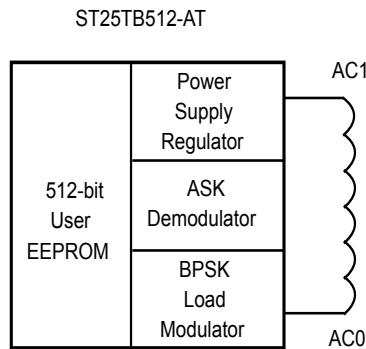 ST25TB512-AT
Power
Supply
Regulator
AC1
512-bit
User
EEPROM
ASK
Demodulator
BPSK
Load
Modulator
AC0